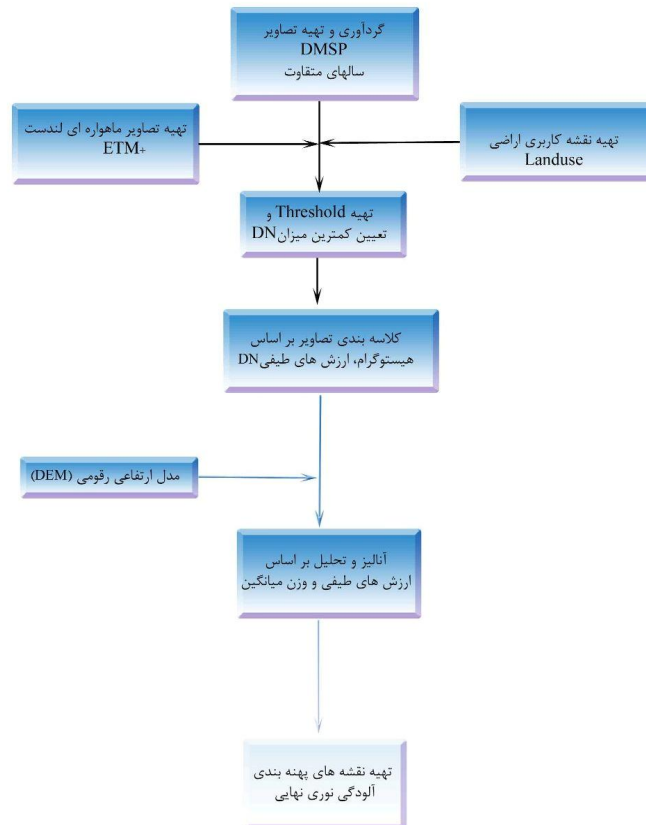 گردآوری و تهیه تصاویر
DMSP
سالهای متفاوت
تهیه تصاویر ماهواره ای لندست
ETM+
تهیه نقشه کاربری اراضی
Landuse
تهیه Threshold و
تعیین کمترین میزان DN
کلاسه بندی تصاویر بر اساس
هیستوگرام، ارزش های طیفی DN
مدل ارتفاعی رقومی (DEM)
آنالیز و تحلیل بر اساس
ارزش های طیفی و وزن میانگین
تهیه نقشه های پهنه بندی
آلودگی نوری نهایی